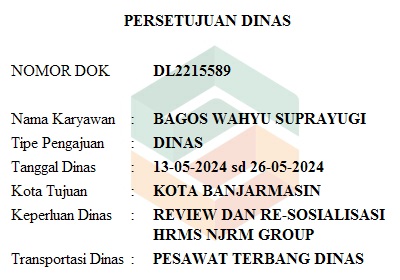 PERSETUJUAN DINAS
NOMOR DOK DL2215589
Nama Karyawan : BAGOS WAHYU SUPRAYUGI
Tipe Pengajuan : DINAS
Tanggal Dinas : 13-05-2024 sd 26-05-2024
Kota Tujuan : KOTA BANJARMASIN
Keperluan Dinas : REVIEW DAN RE-SOSIALISASI
HRMS NJRM GROUP
Transportasi Dinas : PESAWAT TERBANG DINAS